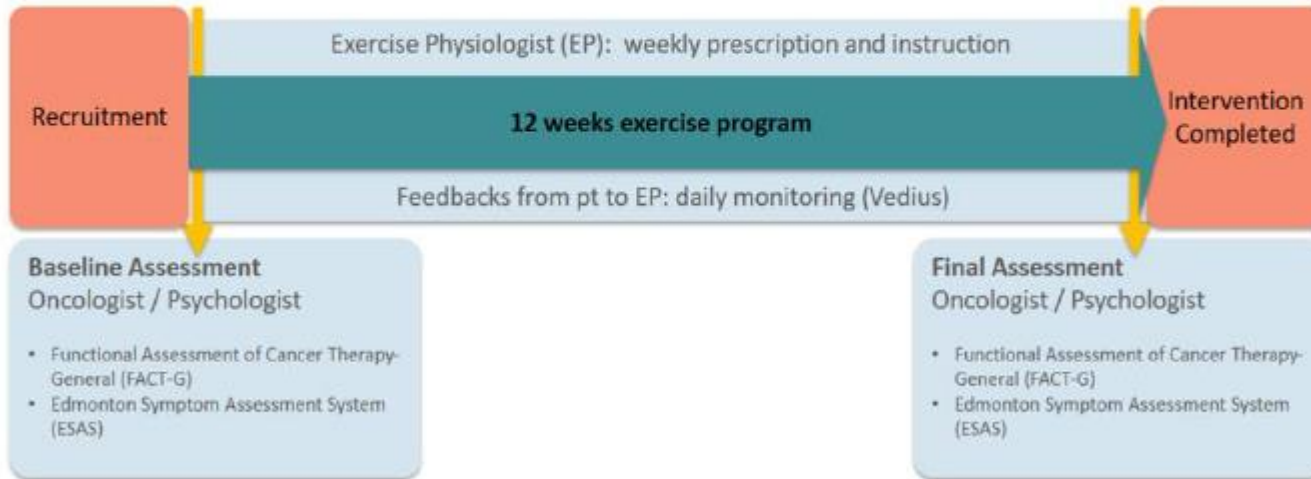 Exercise Physiologist (EP): weekly prescription and instruction
Recruitment
12 weeks exercise program
Intervention
Completed
Feedbacks from pt to EP: daily monitoring (Vedius)
Baseline Assessment
Oncologist / Psychologist
• Functional Assessment of Cancer Therapy-
General (FACT-G)
• Edmonton Symptom Assessment System
(ESAS)
Final Assessment
Oncologist / Psychologist
• Functional Assessment of Cancer Therapy-
General (FACT-G)
• Edmonton Symptom Assessment System
(ESAS)